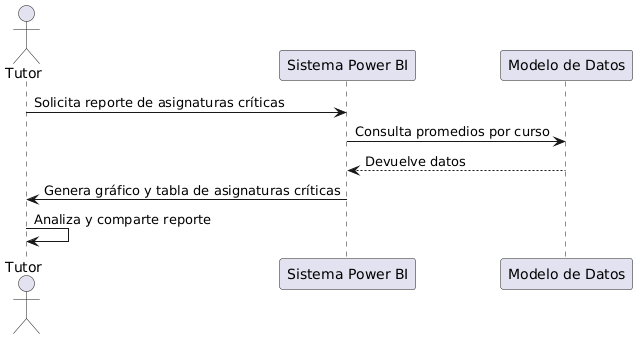 Tutor
Sistema Power BI
Modelo de Datos
Solicita reporte de asignaturas críticas
Consulta promedios por curso
Devuelve datos
Genera gráfico y tabla de asignaturas críticas
Analiza y comparte reporte
Tutor
Sistema Power BI
Modelo de Datos